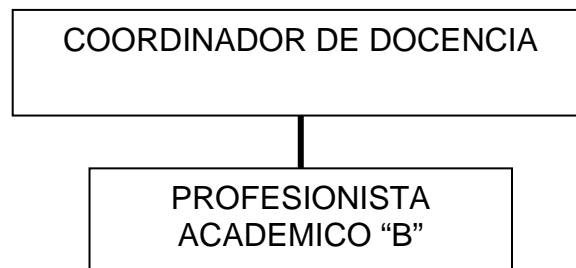 COORDINADOR DE DOCENCIA
PROFESIONISTA
ACADEMICO “B”